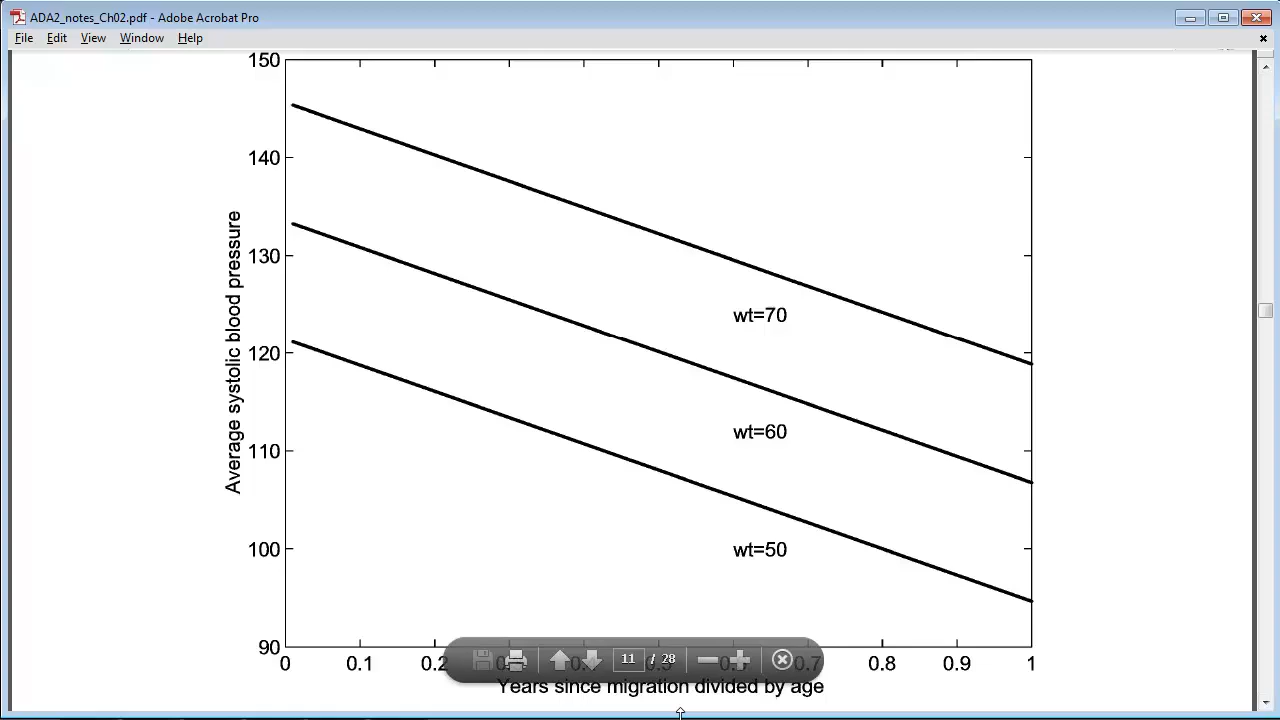 ADA2_notes_Ch02.pdf - Adobe Acrobat Pro
File Edit View Window Help
150
140
130
120
110
100
90
Average systolic blood pressure
wt=70
wt=60
wt=50
0 0.1 0.2 0.7 0.8 0.9 1
11 / 28
Years since migration divided by age